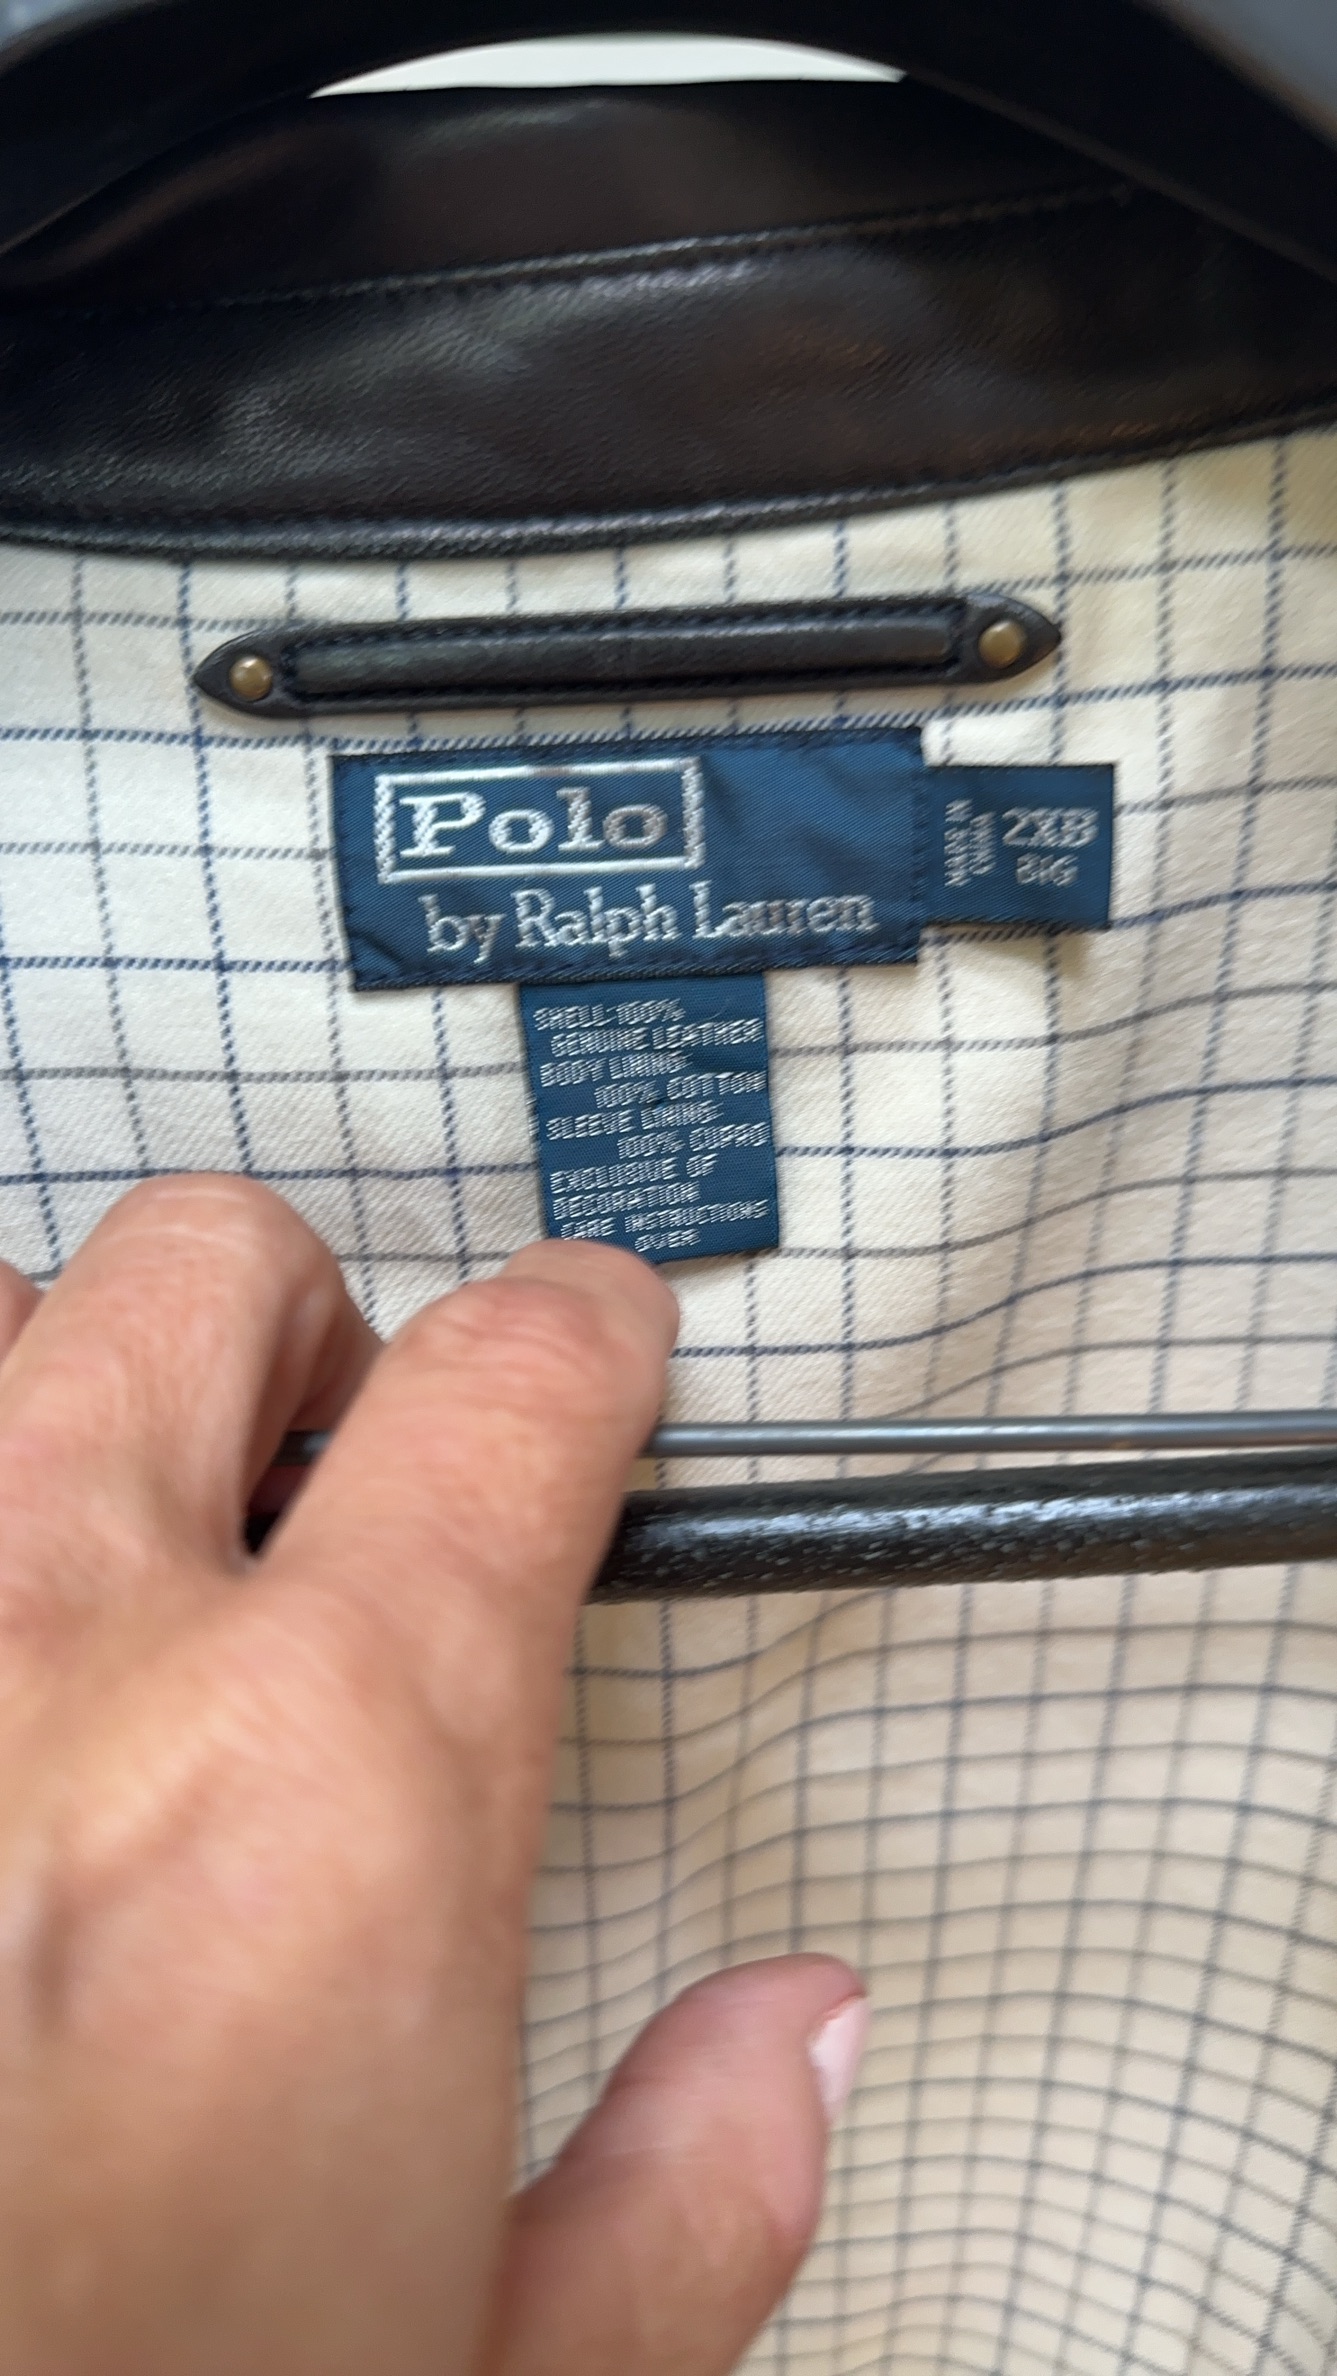 Polo
by Ralph Lauren
2XB
BIG
SHELL: 100%
GENUINE LEATHER
BODY LINING:
100% COTTON
SLEEVE LINING:
100% CUPRO
EXCLUSIVE OF
DECORATION
CARE INSTRUCTIONS
OVER